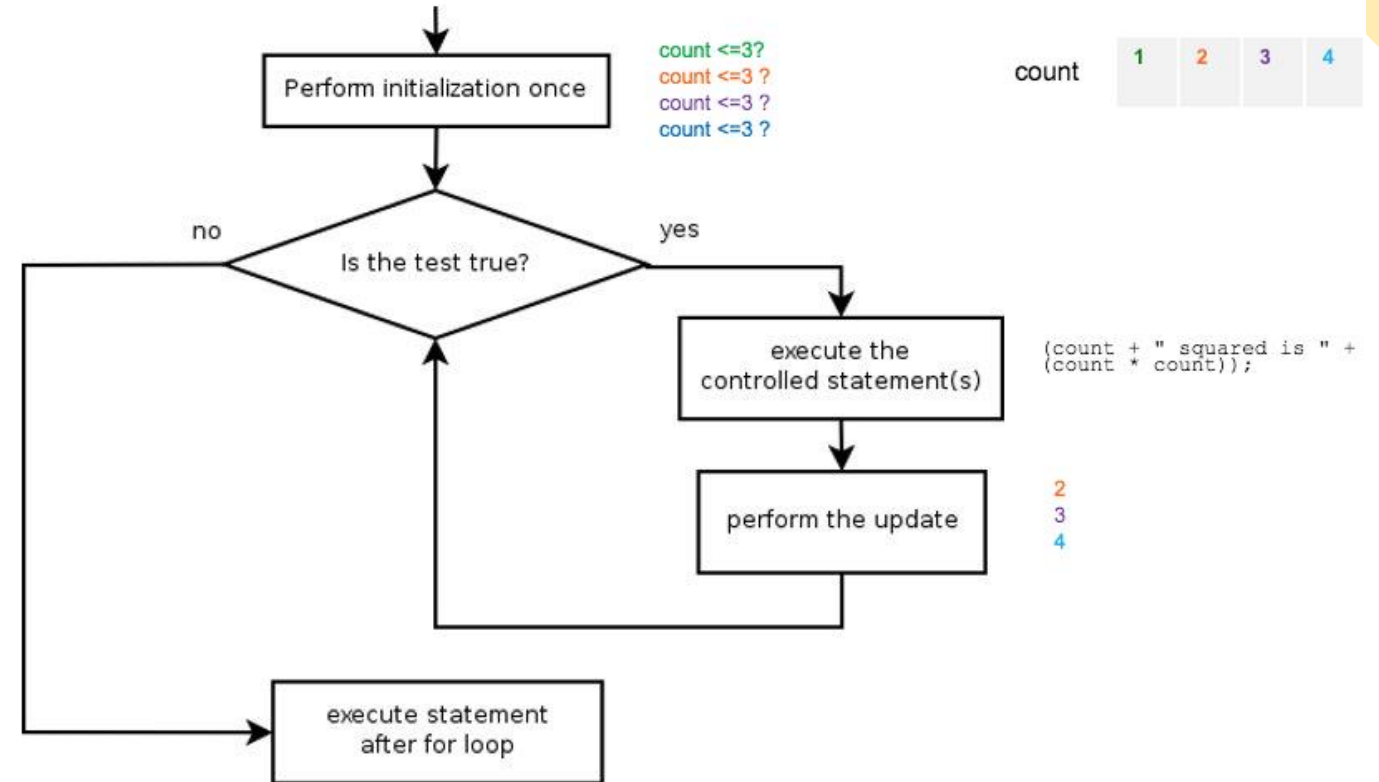 Perform initialization once
count <=3?
count <=3 ?
count <=3 ?
count <=3 ?
count 1 2 3 4
no
Is the test true?
yes
execute the
controlled statement(s)
(count + " squared is " +
(count * count));
perform the update
2
3
4
execute statement
after for loop